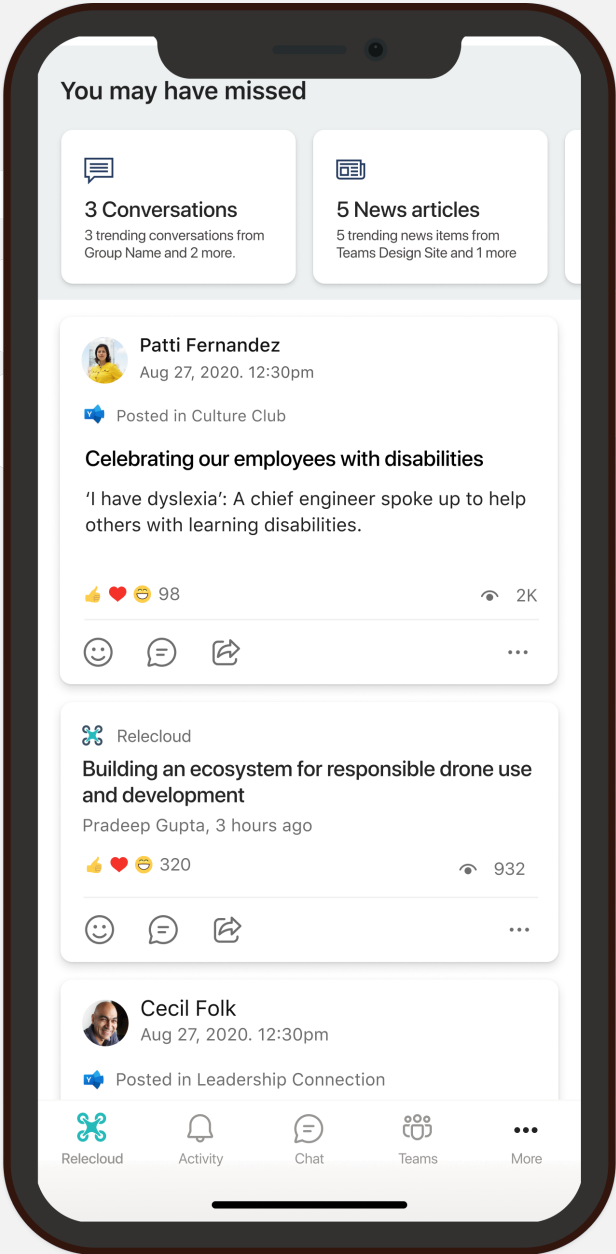 You may have missed
3 Conversations
3 trending conversations from
Group Name and 2 more.
5 News articles
5 trending news items from
Teams Design Site and 1 more
Patti Fernandez
Aug 27, 2020. 12:30pm
Posted in Culture Club
Celebrating our employees with disabilities
‘I have dyslexia’: A chief engineer spoke up to help
others with learning disabilities.
98
2K
Relecloud
Building an ecosystem for responsible drone use
and development
Pradeep Gupta, 3 hours ago
320
932
Cecil Folk
Aug 27, 2020. 12:30pm
Posted in Leadership Connection
Relecloud
Activity
Chat
Teams
More